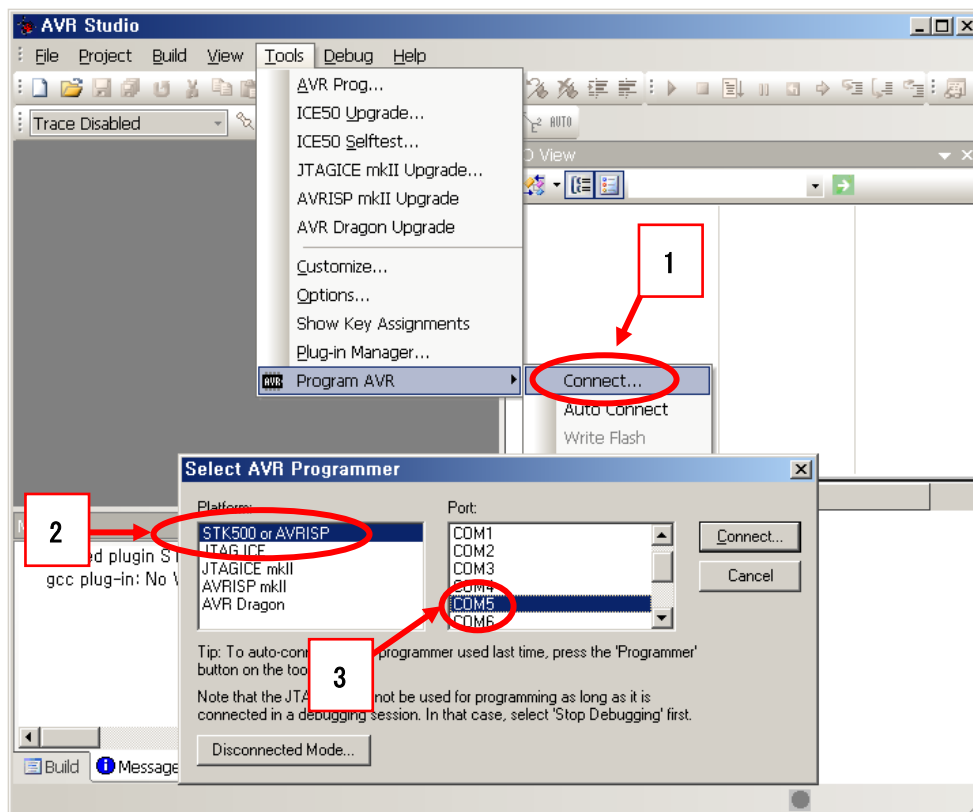 AVR Studio
File Project Build View Tools Debug Help
Trace Disabled
AUTO
AVR Prog...
ICE50 Upgrade...
ICE50 Selftest...
JTAGICE mkII Upgrade...
AVRISP mkII Upgrade
AVR Dragon Upgrade
Customize...
Options...
Show Key Assignments
Plug-in Manager...
AVR Program AVR
View
1
Connect...
Auto Connect
Write Flash
Select AVR Programmer
Platform:
STK500 or AVRISP
JTAG ICE
JTAGICE mkII
AVRISP mkII
AVR Dragon
Port:
COM1
COM2
COM3
COM4
COM5
COM6
Connect...
Cancel
2
3
ed plugin ST
gcc plug-in: No
Tip: To auto-conn programmer used last time, press the 'Programmer'
button on the too
Note that the JTA not be used for programming as long as it is
connected in a debugging session. In that case, select 'Stop Debugging' first.
Disconnected Mode...
Build Message